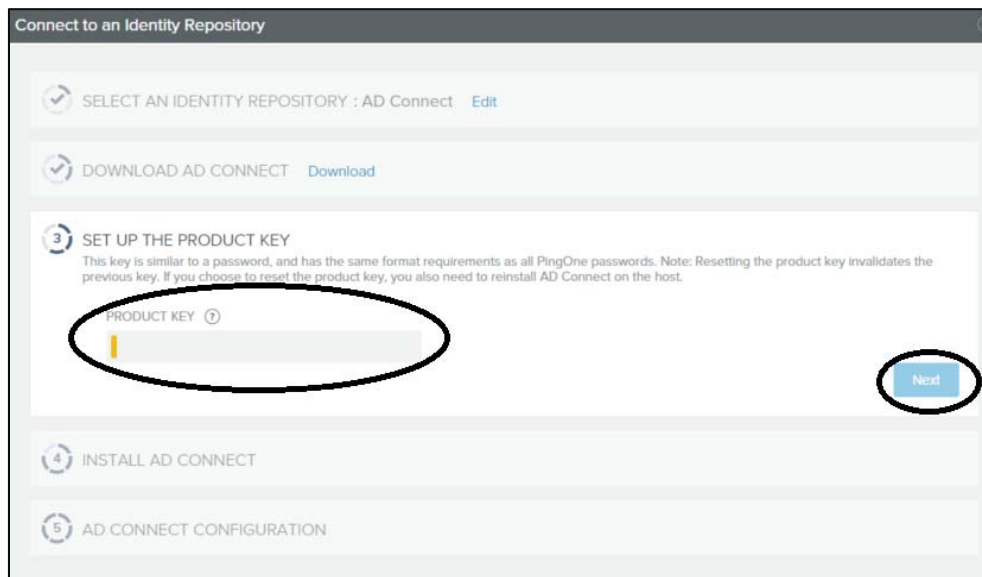 Connect to an Identity Repository
SELECT AN IDENTITY REPOSITORY : AD Connect Edit
DOWNLOAD AD CONNECT Download
3 SET UP THE PRODUCT KEY
This key is similar to a password, and has the same format requirements as all PingOne passwords. Note: Resetting the product key invalidates the
previous key. If you choose to reset the product key, you also need to reinstall AD Connect on the host.
PRODUCT KEY ?
Next
4 INSTALL AD CONNECT
5 AD CONNECT CONFIGURATION